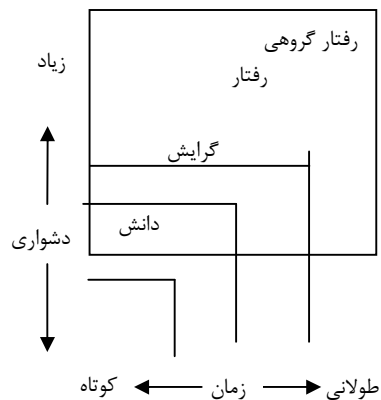 رفتار گروهی
زیاد
رفتار
گرایش
دانش
دشواری
طولانی
زمان
کوتاه